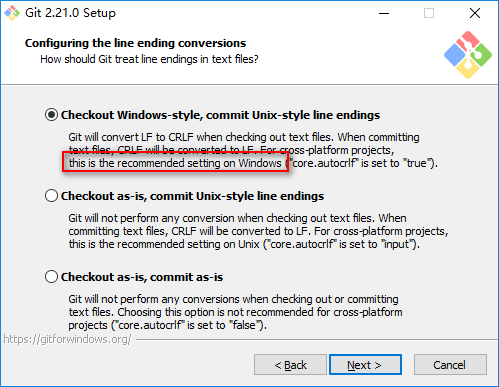 Git 2.21.0 Setup
Configuring the line ending conversions
How should Git treat line endings in text files?
Checkout Windows-style, commit Unix-style line endings
Git will convert LF to CRLF when checking out text files. When committing
text files, CRLF will be converted to LF. For cross-platform projects,
this is the recommended setting on Windows ("core.autocrlf" is set to "true").
Checkout as-is, commit Unix-style line endings
Git will not perform any conversion when checking out text files. When
committing text files, CRLF will be converted to LF. For cross-platform projects,
this is the recommended setting on Unix ("core.autocrlf" is set to "input").
Checkout as-is, commit as-is
Git will not perform any conversions when checking out or committing
text files. Choosing this option is not recommended for cross-platform
projects ("core.autocrlf" is set to "false").
https://gitforwindows.org/
< Back
Next >
Cancel